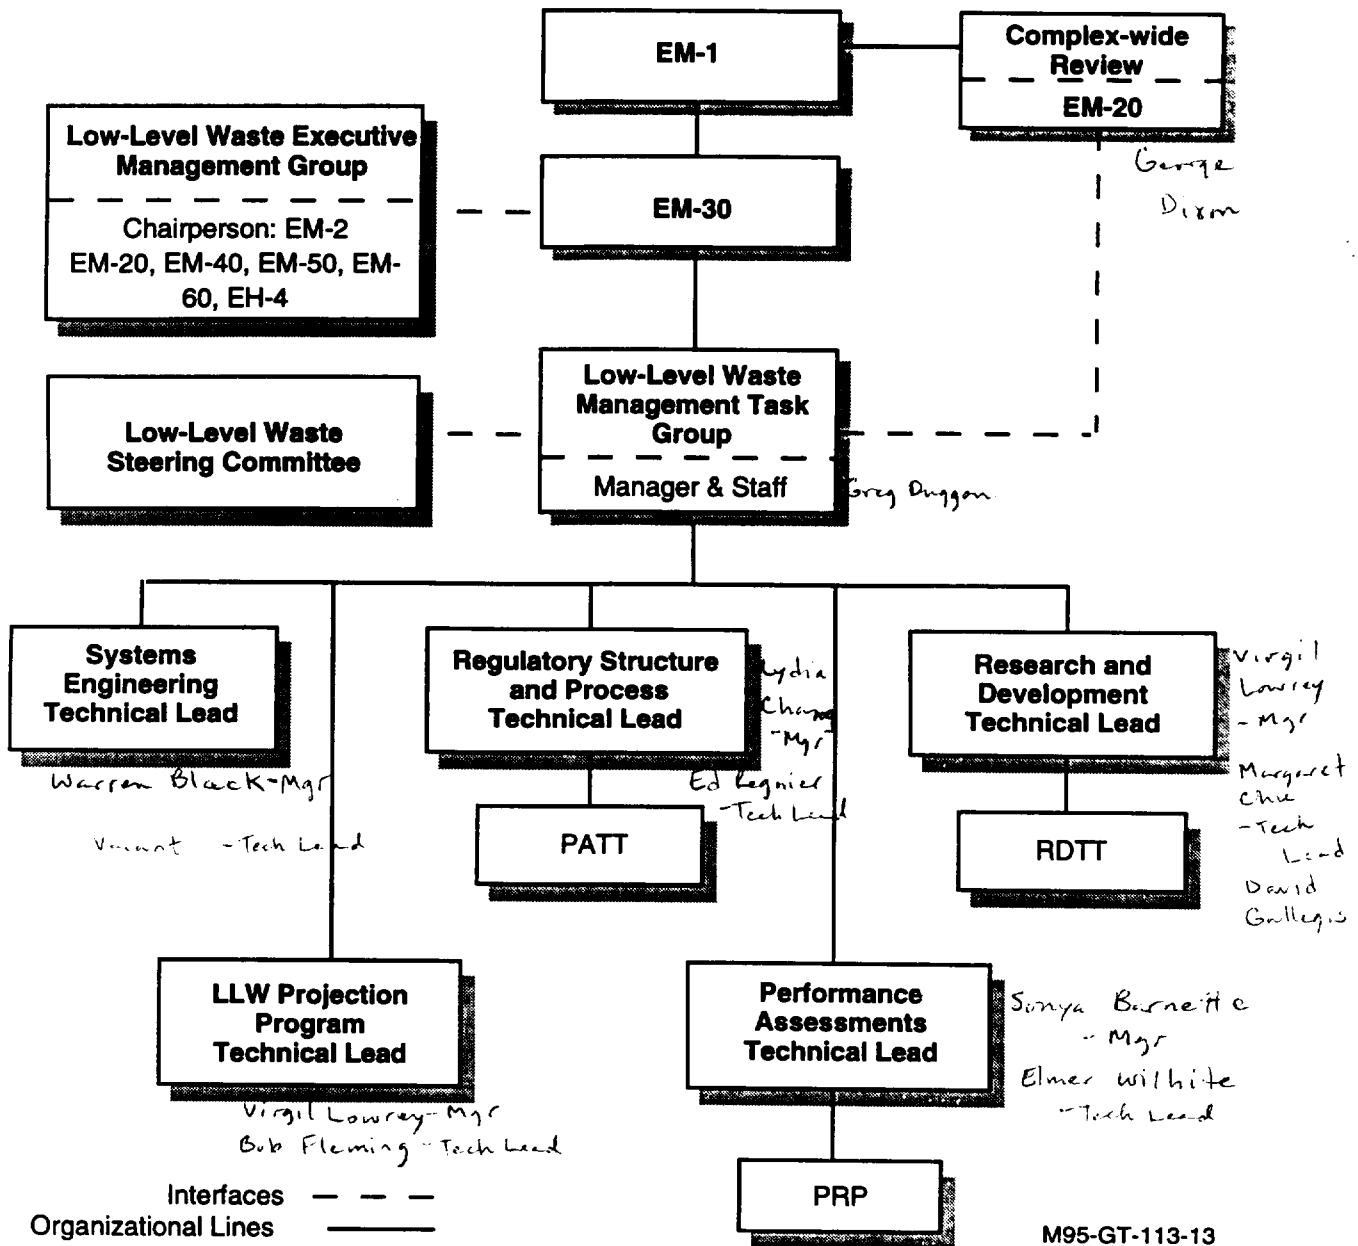 EM-1
Complex-wide
Review
EM-20
George
Dixon
Low-Level Waste Executive
Management Group
Chairperson: EM-2
EM-20, EM-40, EM-50, EM-
60, EH-4
EM-30
Low-Level Waste
Steering Committee
Low-Level Waste
Management Task
Group
Manager & Staff
Greg Duggan
Systems
Engineering
Technical Lead
Warren Black-Mgr
- Tech Lead
Regulatory Structure
and Process
Technical Lead
Lydia
Chang
-Mgr
Ed Regnier
-Tech Lead
PATT
Research and
Development
Technical Lead
Virgil
Lowrey
- Mgr
Margaret
Chu
-Tech
Lead
David
Gallegos
RDTT
LLW Projection
Program
Technical Lead
Virgil Lowrey-Mgr
Bob Fleming - Tech Lead
Performance
Assessments
Technical Lead
Sonya Barnette
- Mgr
Elmer Wilhite
-Tech Lead
PRP
Interfaces
Organizational Lines
M95-GT-113-13